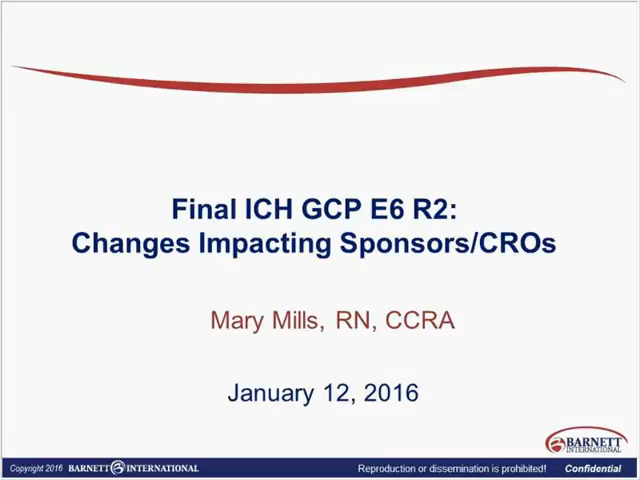 Final ICH GCP E6 R2:
Changes Impacting Sponsors/CROs
Mary Mills, RN, CCRA
January 12, 2016
BARNETT
INTERNATIONAL
Copyright 2016 BARNETT INTERNATIONAL Reproduction or dissemination is prohibited! Confidential